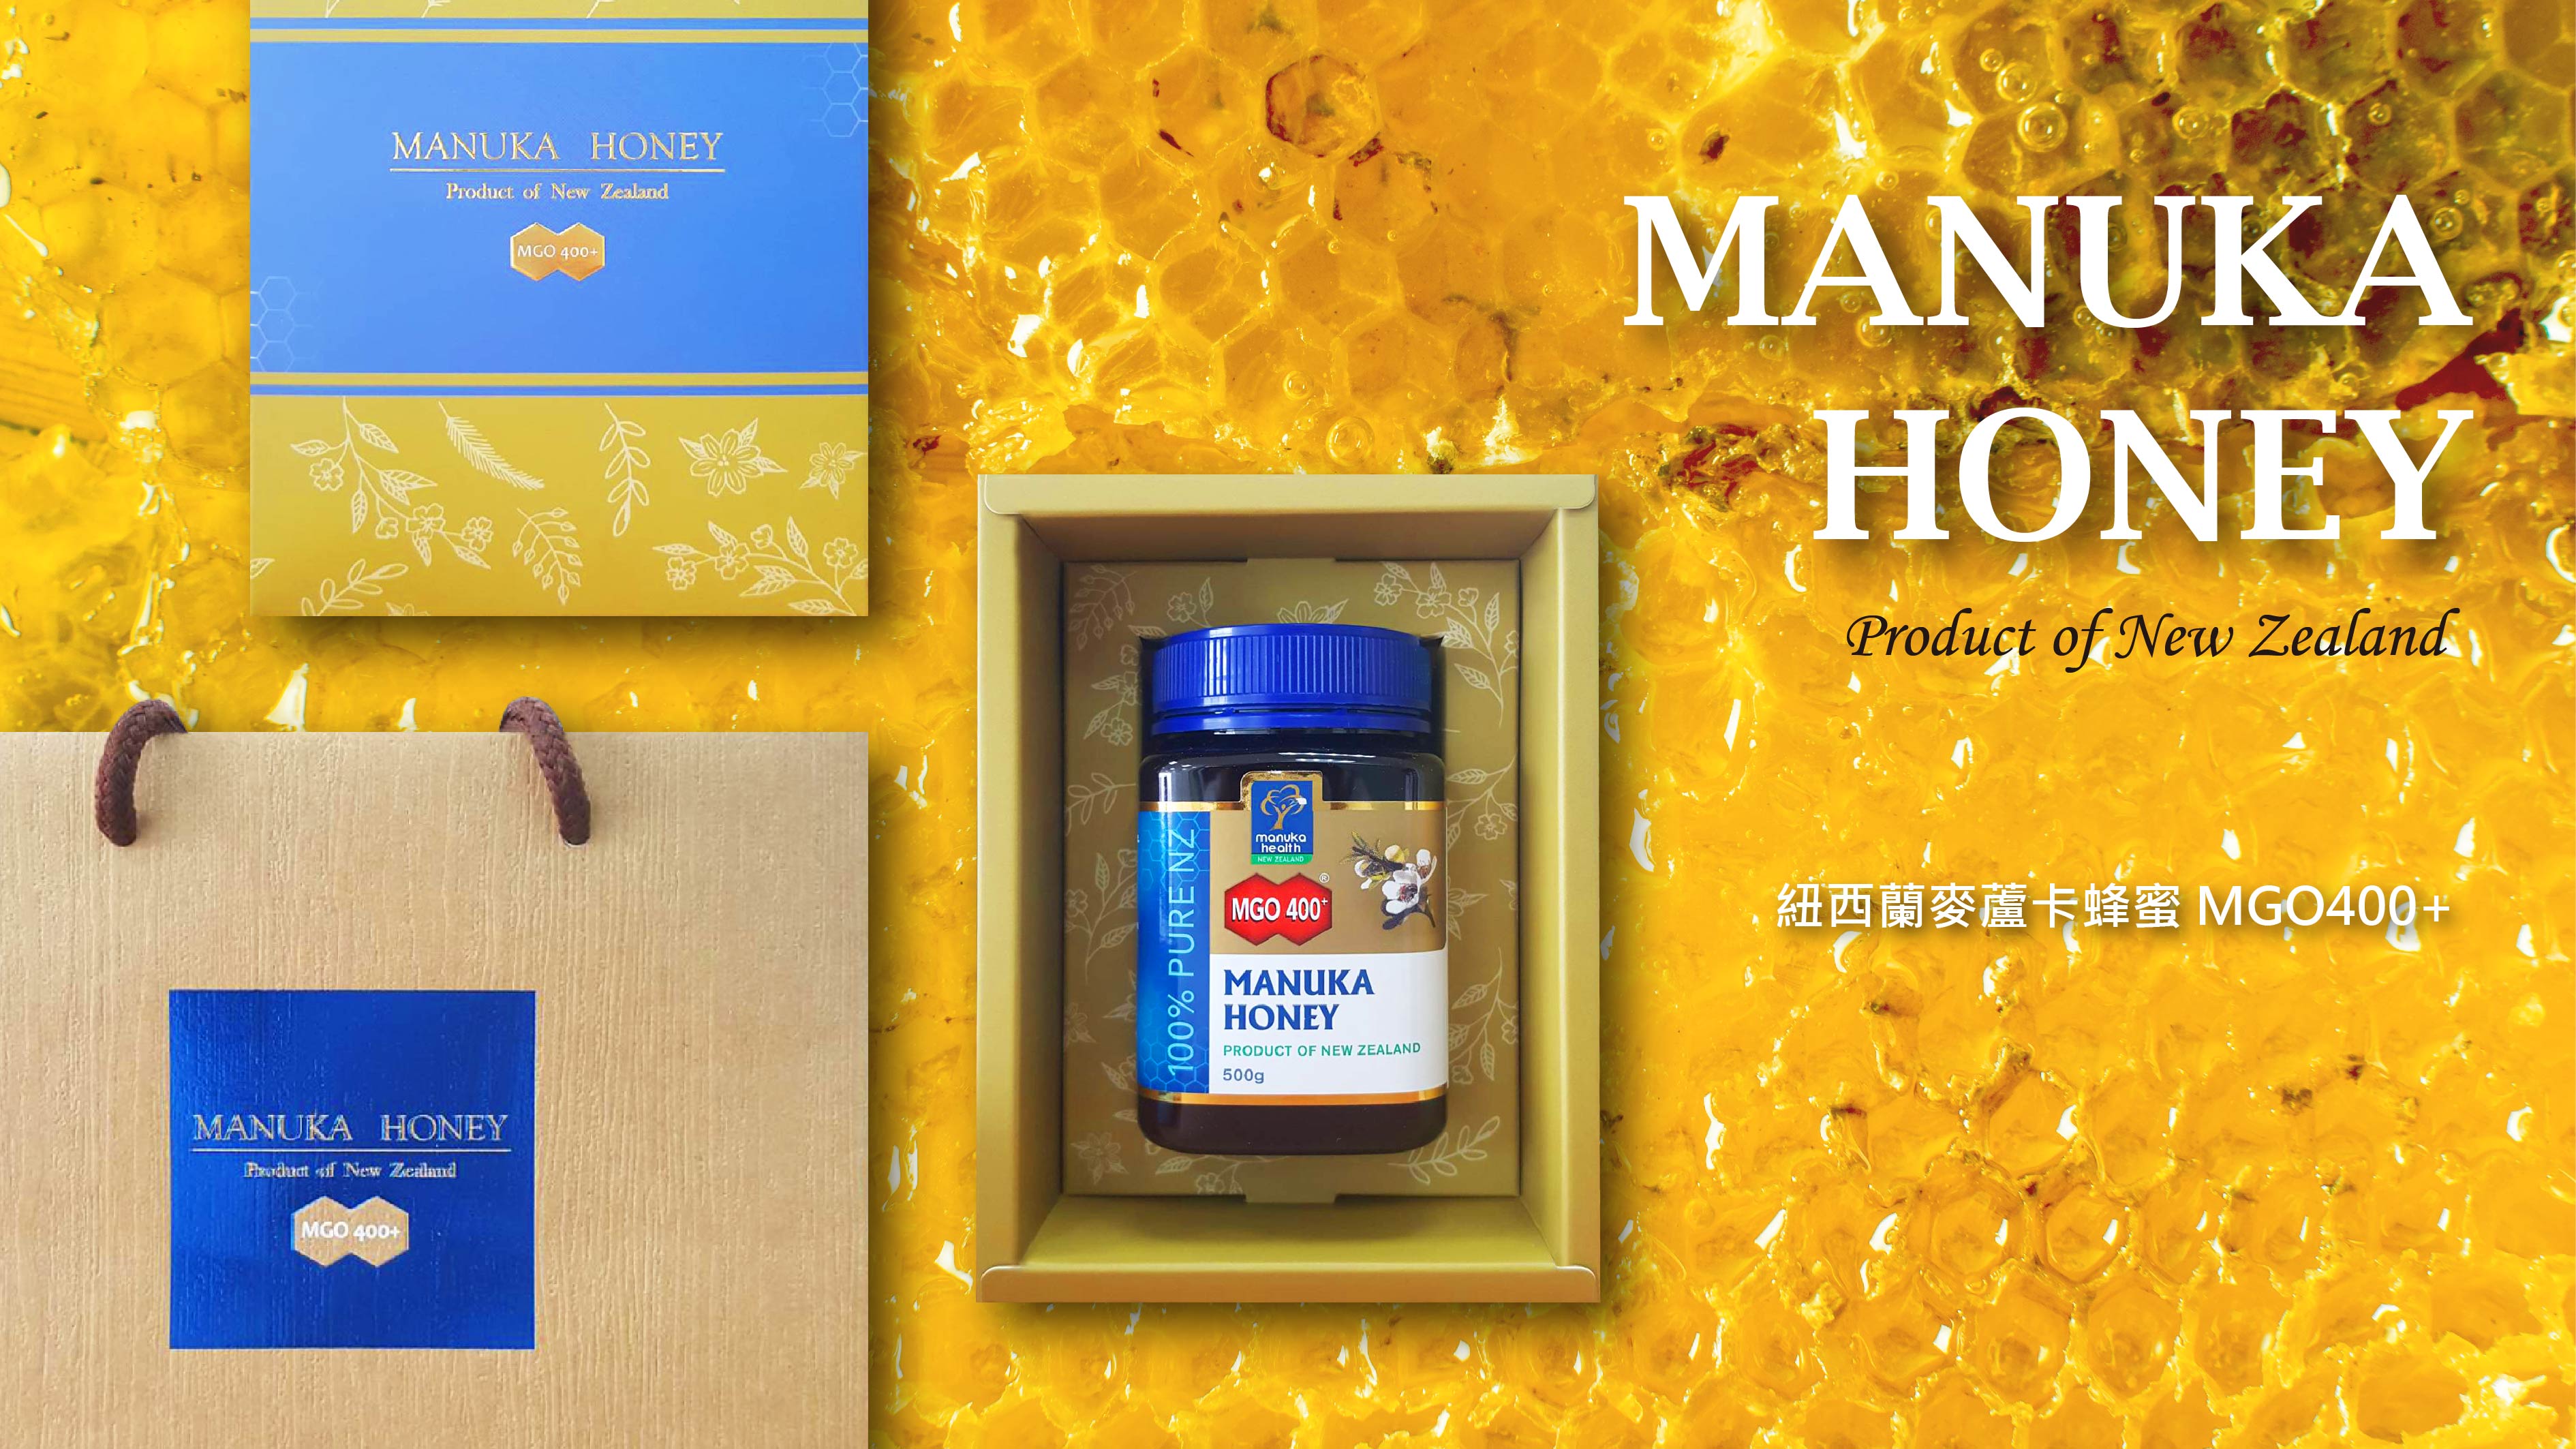 MANUKA HONEY
Product of New Zealand
MGO 400+
MANUKA
HONEY
Product of New Zealand
紐西蘭麥蘆卡蜂蜜 MGO400+
manuka
health
NEW ZEALAND
MGO 400+
®
100% PURE NZ
MANUKA
HONEY
PRODUCT OF NEW ZEALAND
500g
MANUKA HONEY
Product of New Zealand
MGO 400+